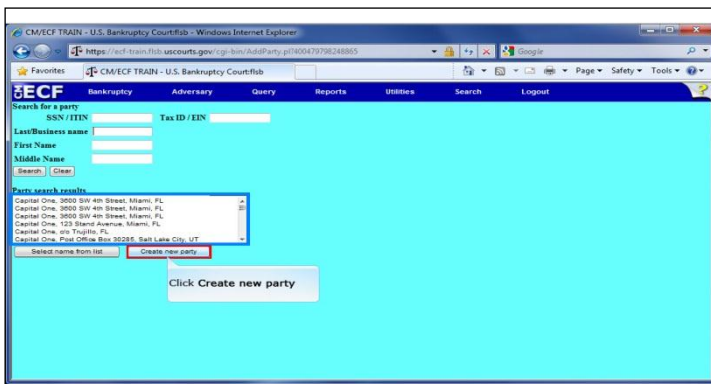 CM/ECF TRAIN - U.S. Bankruptcy Court:flsb - Windows Internet Explorer
https://ecf-train.flsb.uscourts.gov/cgi-bin/AddParty.pl?400479798248865
Google
Favorites
CM/ECF TRAIN - U.S. Bankruptcy Court:flsb
Page
Safety
Tools
ECF
Bankruptcy
Adversary
Query
Reports
Utilities
Search
Logout
?
Search for a party
SSN / ITIN
Tax ID / EIN
Last/Business name
First Name
Middle Name
Search
Clear
Party search results
Capital One, 3600 SW 4th Street, Miami, FL
Capital One, 3600 SW 4th Street, Miami, FL
Capital One, 3600 SW 4th Street, Miami, FL
Capital One, 123 Stand Avenue, Miami, FL
Capital One, c/o Trujillo, FL
Capital One, Post Office Box 30285, Salt Lake City, UT
Select name from list
Create new party
Click Create new party